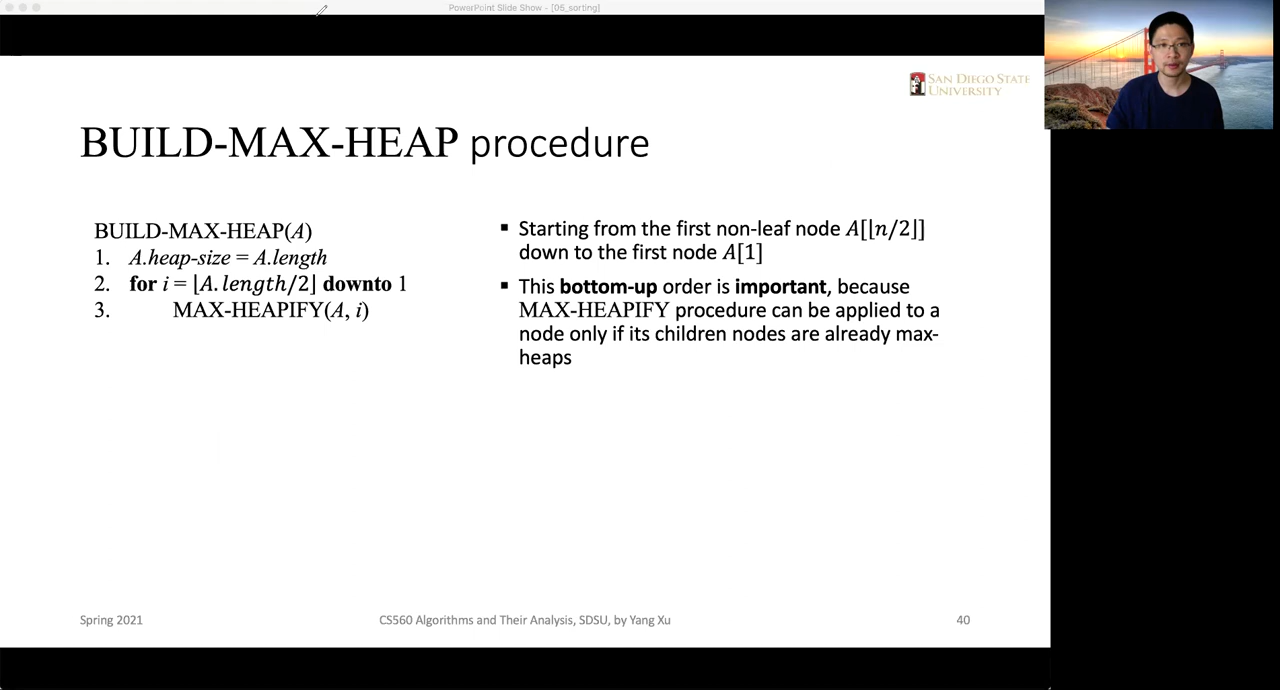 PowerPoint Slide Show - [05_sorting]
SAN DIEGO STATE
UNIVERSITY
BUILD-MAX-HEAP procedure
BUILD-MAX-HEAP(A)
1. A.heap-size = A.length
2. for i = ⌊A.length/2⌋ downto 1
3. MAX-HEAPIFY(A, i)
▪ Starting from the first non-leaf node A[⌊n/2⌋]
down to the first node A[1]
▪ This bottom-up order is important, because
MAX-HEAPIFY procedure can be applied to a
node only if its children nodes are already max-
heaps
Spring 2021
CS560 Algorithms and Their Analysis, SDSU, by Yang Xu
40